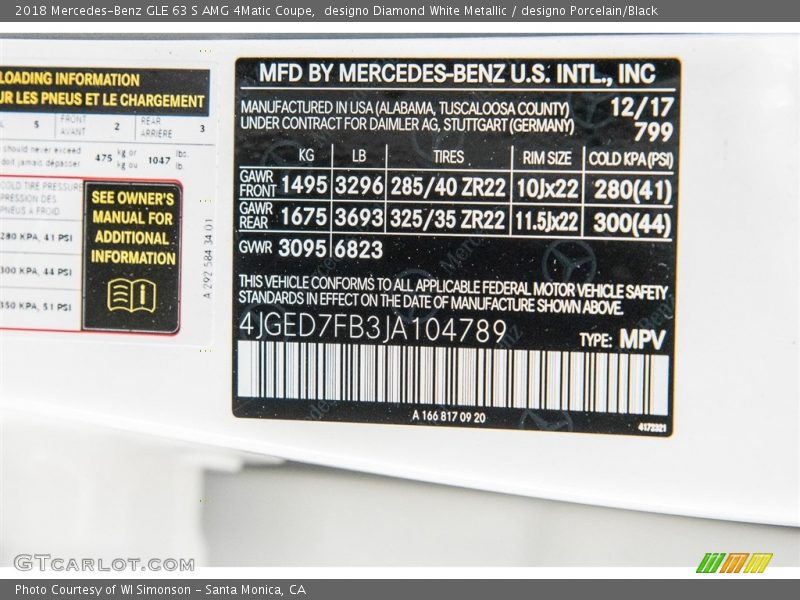 2018 Mercedes-Benz GLE 63 S AMG 4Matic Coupe,  designo Diamond White Metallic / designo Porcelain/Black
LOADING INFORMATION
UR LES PNEUS ET LE CHARGEMENT
5 FRONT AVANT 2 REAR ARRIÈRE 3
should never exceed
doit jamais dépasser
475 kg or kg ou 1047 lbs. lb.
COLD TIRE PRESSURE
PRESSION DES
PNEUS A FROID
280 KPA, 41 PSI
300 KPA, 44 PSI
350 KPA, 51 PSI
SEE OWNER'S
MANUAL FOR
ADDITIONAL
INFORMATION
A 292 584 34 01
MFD BY MERCEDES-BENZ U.S. INTL., INC
MANUFACTURED IN USA (ALABAMA, TUSCALOOSA COUNTY) 12/17
UNDER CONTRACT FOR DAIMLER AG, STUTTGART (GERMANY) 799
KG LB TIRES RIM SIZE COLD KPA (PSI)
GAWR FRONT 1495 3296 285/40 ZR22 10Jx22 280(41)
GAWR REAR 1675 3693 325/35 ZR22 11.5Jx22 300(44)
GVWR 3095 6823
THIS VEHICLE CONFORMS TO ALL APPLICABLE FEDERAL MOTOR VEHICLE SAFETY
STANDARDS IN EFFECT ON THE DATE OF MANUFACTURE SHOWN ABOVE.
4JGED7FB3JA104789 TYPE: MPV
A 166 817 09 20
4173321
GTCARLOT.COM
Photo Courtesy of WI Simonson - Santa Monica, CA